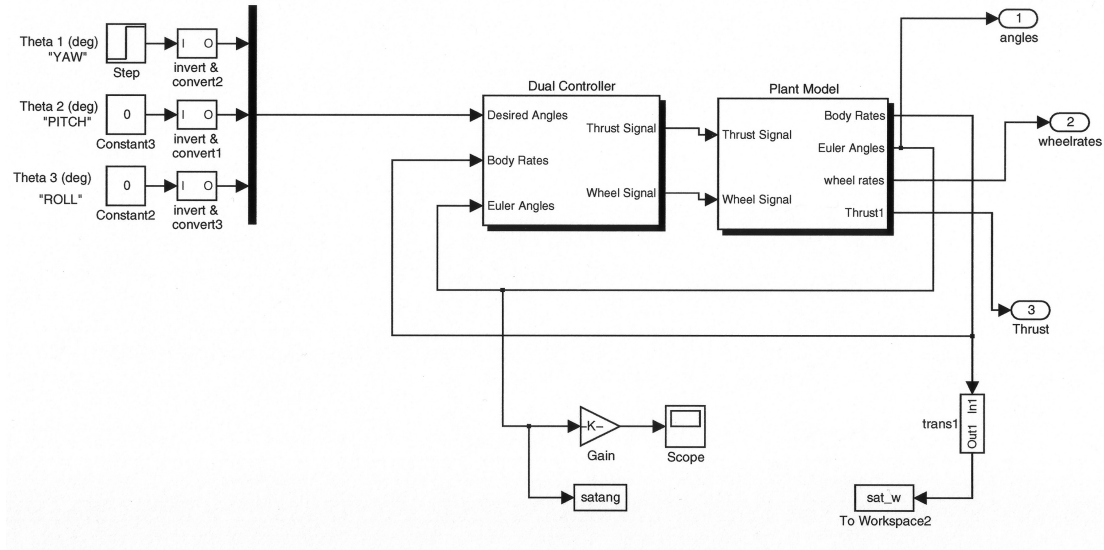 Theta 1 (deg)
"YAW"
Step
I O
invert &
convert2
Theta 2 (deg)
"PITCH"
0
Constant3
I O
invert &
convert1
Theta 3 (deg)
"ROLL"
0
Constant2
I O
invert &
convert3
Dual Controller
Desired Angles
Body Rates
Euler Angles
Thrust Signal
Wheel Signal
Plant Model
Thrust Signal
Wheel Signal
Body Rates
Euler Angles
wheel rates
Thrust1
1
angles
2
wheelrates
3
Thrust
-K-
Gain
Scope
satang
trans1
In1
Out1
sat_w
To Workspace2